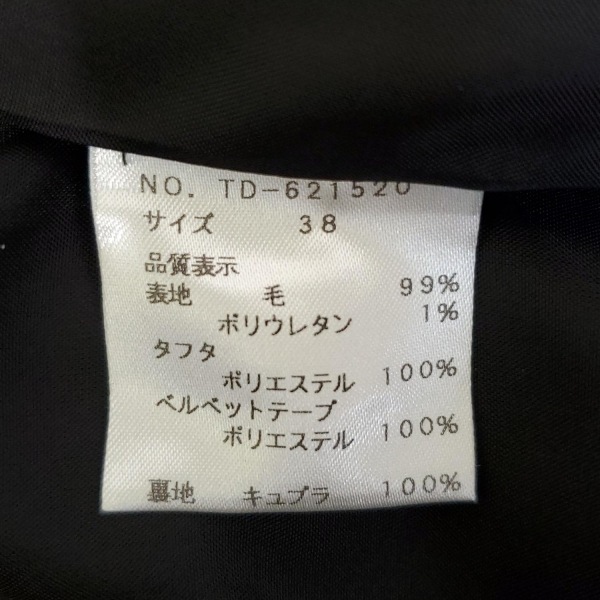 NO. TD-621520
サイズ 38
品質表示
表地 毛 99%
ポリウレタン 1%
タフタ
ポリエステル 100%
ベルベットテープ
ポリエステル 100%
裏地 キュプラ 100%